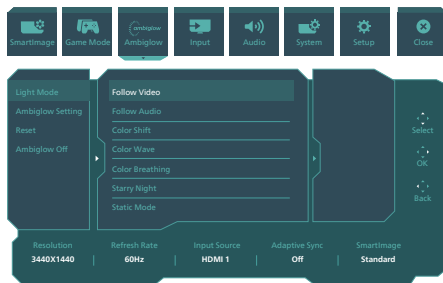 ambiglow
SmartImage
Game Mode
Ambiglow
Input
Audio
System
Setup
Close
Light Mode
Ambiglow Setting
Reset
Ambiglow Off
Follow Video
Follow Audio
Color Shift
Color Wave
Color Breathing
Starry Night
Static Mode
Select
OK
Back
Resolution
Refresh Rate
Input Source
Adaptive Sync
SmartImage
3440X1440
60Hz
HDMI 1
Off
Standard